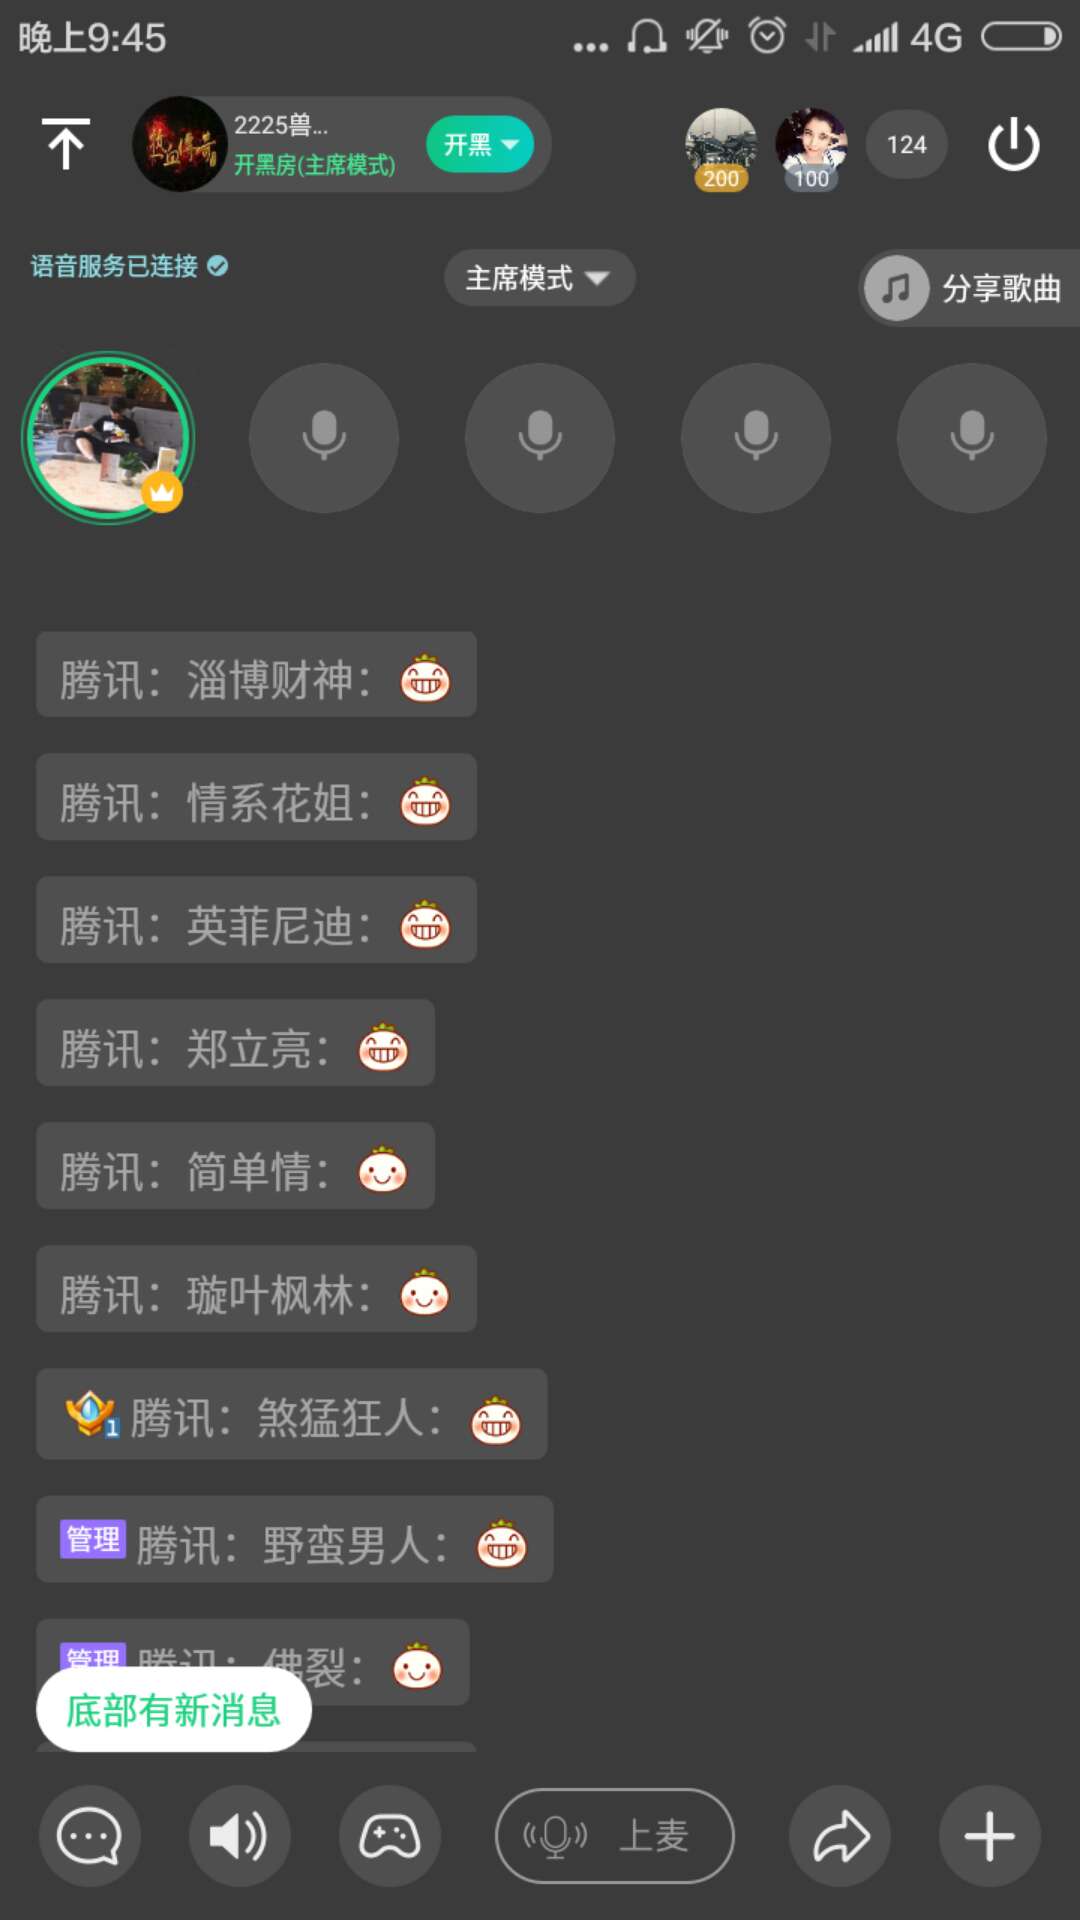 晚上9:45
4G
热血传奇
2225兽...
开黑房(主席模式)
开黑
200
100
124
语音服务已连接
主席模式
分享歌曲
腾讯：淄博财神：
腾讯：情系花姐：
腾讯：英菲尼迪：
腾讯：郑立亮：
腾讯：简单情：
腾讯：璇叶枫林：
1 腾讯：煞猛狂人：
管理 腾讯：野蛮男人：
管理 腾讯：佛裂：
底部有新消息
上麦